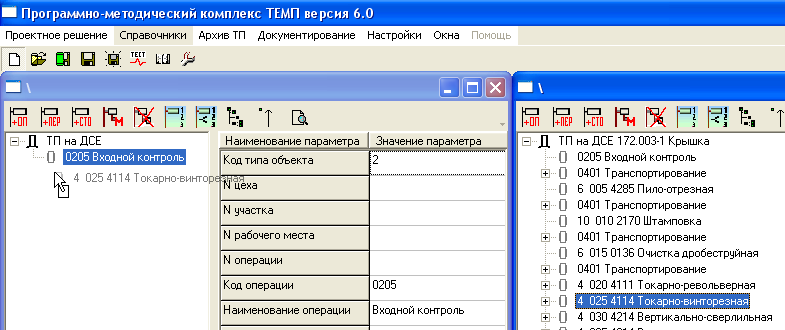 Программно-методический комплекс ТЕМП версия 6.0
Проектное решение Справочники Архив ТП Документирование Настройки Окна Помощь
ТЕСТ
\
+ОП +ПЕР +СТО
ТП на ДСЕ
0205 Входной контроль
4 025 4114 Токарно-винторезная
Наименование параметра Значение параметра
Код типа объекта 2
N цеха
N участка
N рабочего места
N операции
Код операции 0205
Наименование операции Входной контроль
\
+ОП +ПЕР +СТО
ТП на ДСЕ 172.003-1 Крышка
0205 Входной контроль
0401 Транспортирование
6 005 4285 Пило-отрезная
0401 Транспортирование
10 010 2170 Штамповка
0401 Транспортирование
6 015 0136 Очистка дробеструйная
0401 Транспортирование
4 020 4111 Токарно-револьверная
4 025 4114 Токарно-винторезная
4 030 4214 Вертикально-сверлильная